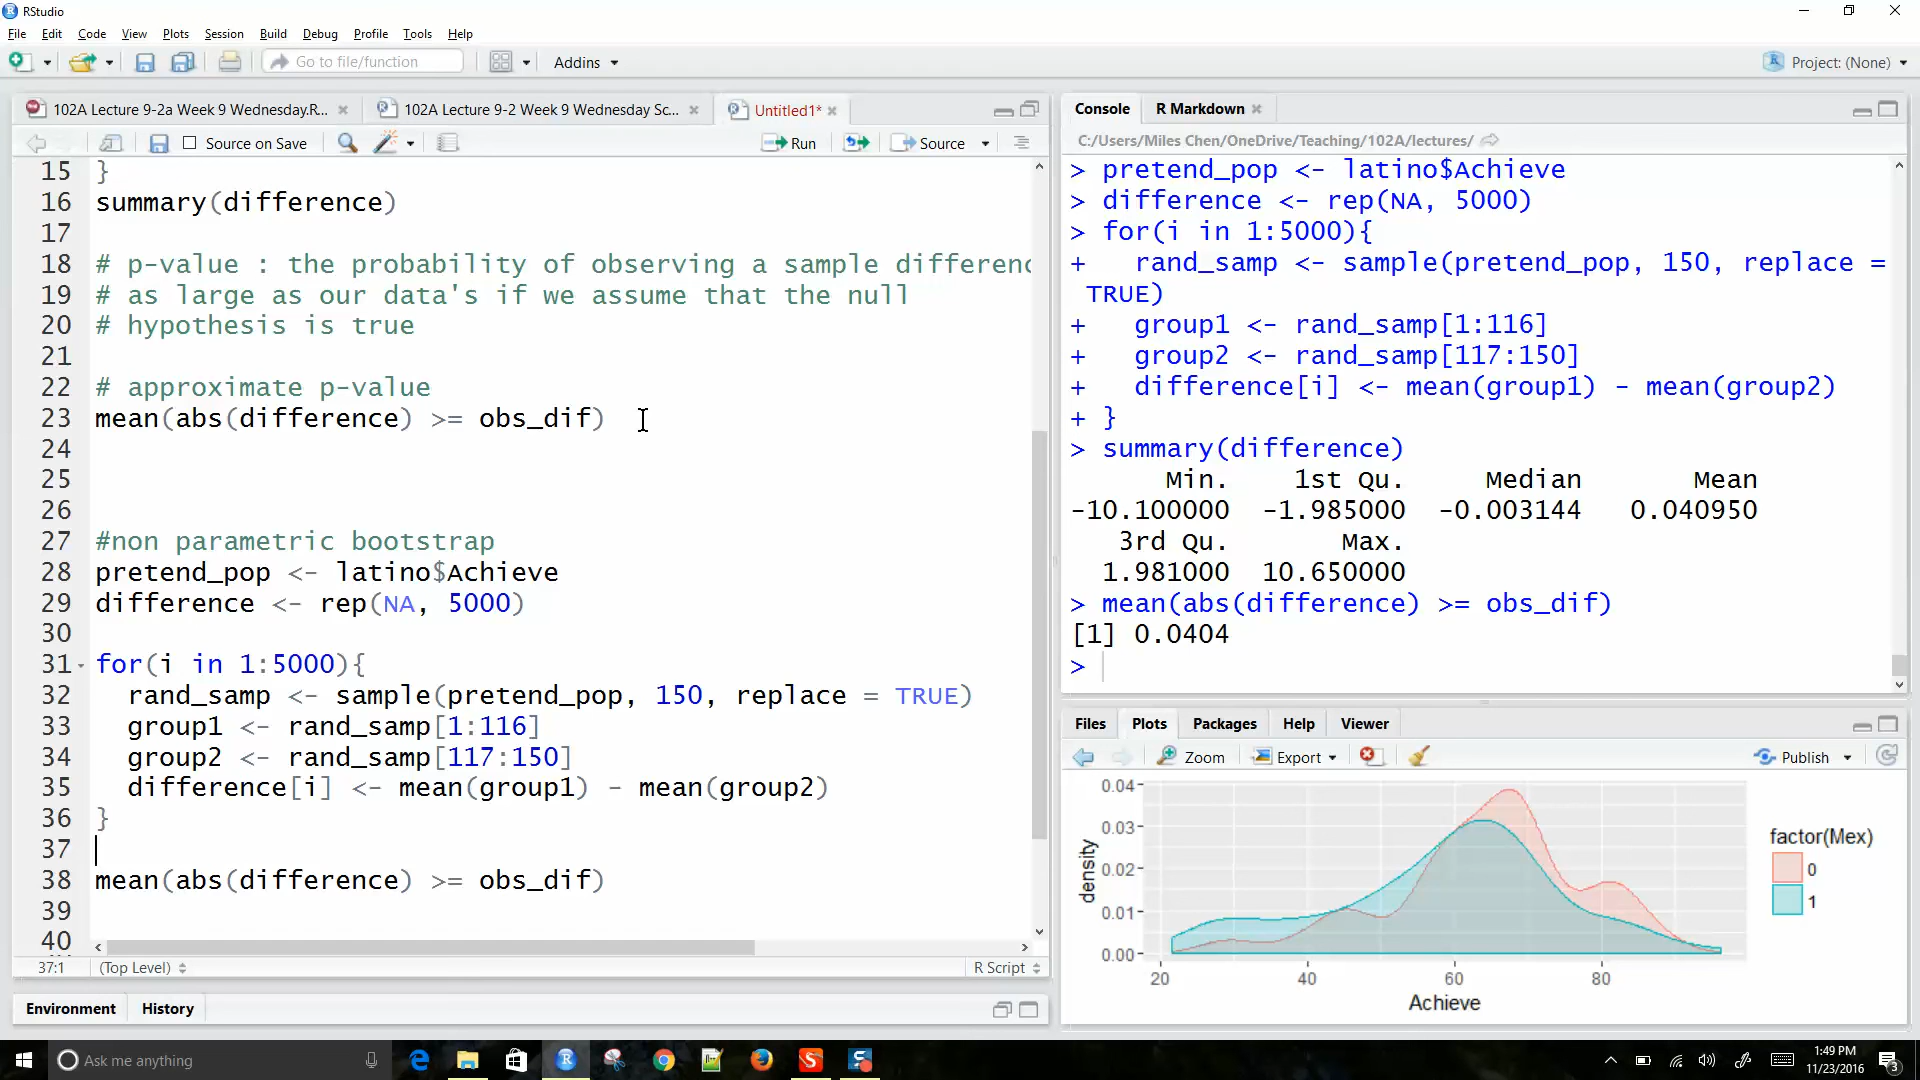 RStudio
File Edit Code View Plots Session Build Debug Profile Tools Help
Go to file/function Addins Project: (None)
102A Lecture 9-2a Week 9 Wednesday.R... 102A Lecture 9-2 Week 9 Wednesday Sc... Untitled1*
Source on Save Run Source
15 }
16 summary(difference)
17
18 # p-value : the probability of observing a sample differenc
19 # as large as our data's if we assume that the null
20 # hypothesis is true
21
22 # approximate p-value
23 mean(abs(difference) >= obs_dif)
24
25
26
27 #non parametric bootstrap
28 pretend_pop <- latino$Achieve
29 difference <- rep(NA, 5000)
30
31 for(i in 1:5000){
32 rand_samp <- sample(pretend_pop, 150, replace = TRUE)
33 group1 <- rand_samp[1:116]
34 group2 <- rand_samp[117:150]
35 difference[i] <- mean(group1) - mean(group2)
36 }
37
38 mean(abs(difference) >= obs_dif)
39
40
37:1 (Top Level) R Script
Environment History
Console R Markdown
C:/Users/Miles Chen/OneDrive/Teaching/102A/lectures/
> pretend_pop <- latino$Achieve
> difference <- rep(NA, 5000)
> for(i in 1:5000){
+ rand_samp <- sample(pretend_pop, 150, replace =
TRUE)
+ group1 <- rand_samp[1:116]
+ group2 <- rand_samp[117:150]
+ difference[i] <- mean(group1) - mean(group2)
+ }
> summary(difference)
Min. 1st Qu. Median Mean
-10.100000 -1.985000 -0.003144 0.040950
3rd Qu. Max.
1.981000 10.650000
> mean(abs(difference) >= obs_dif)
[1] 0.0404
>
Files Plots Packages Help Viewer
Zoom Export Publish
0.04
0.03
0.02
0.01
0.00
density
20 40 60 80
Achieve
factor(Mex)
0
1
Ask me anything
1:49 PM
11/23/2016
3